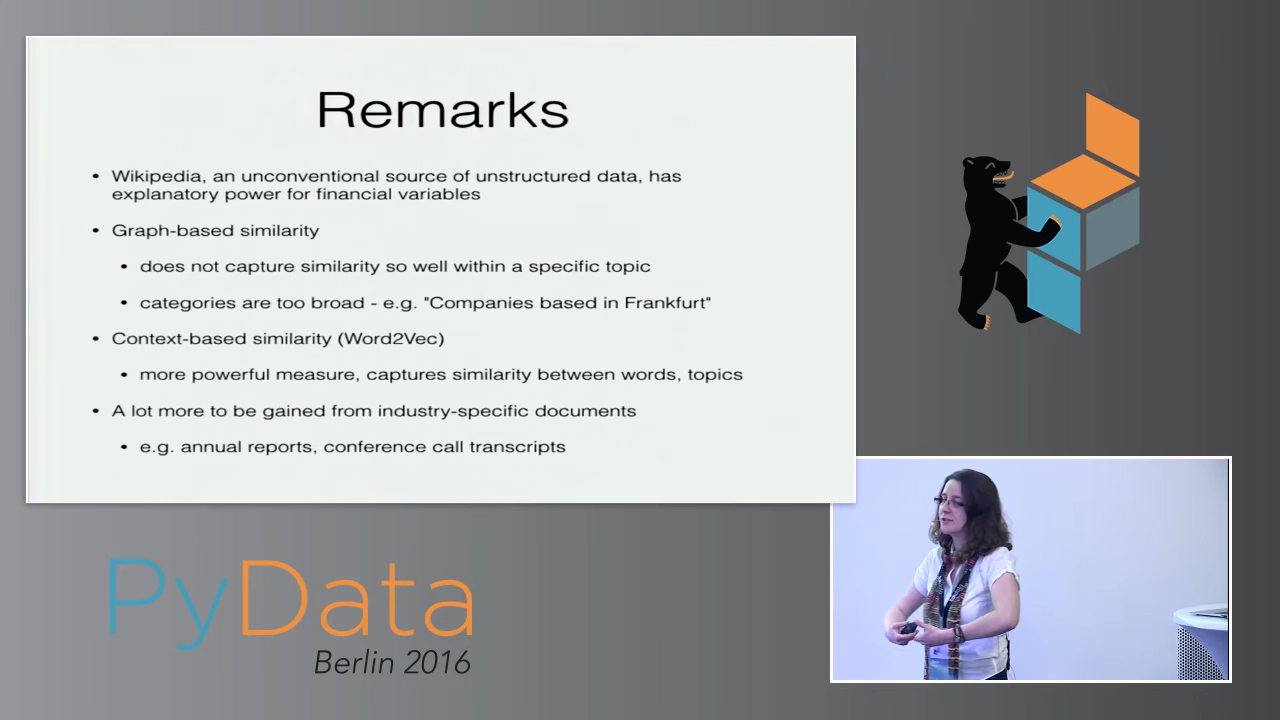 Remarks
• Wikipedia, an unconventional source of unstructured data, has
explanatory power for financial variables
• Graph-based similarity
• does not capture similarity so well within a specific topic
• categories are too broad - e.g. "Companies based in Frankfurt"
• Context-based similarity (Word2Vec)
• more powerful measure, captures similarity between words, topics
• A lot more to be gained from industry-specific documents
• e.g. annual reports, conference call transcripts
PyData
Berlin 2016